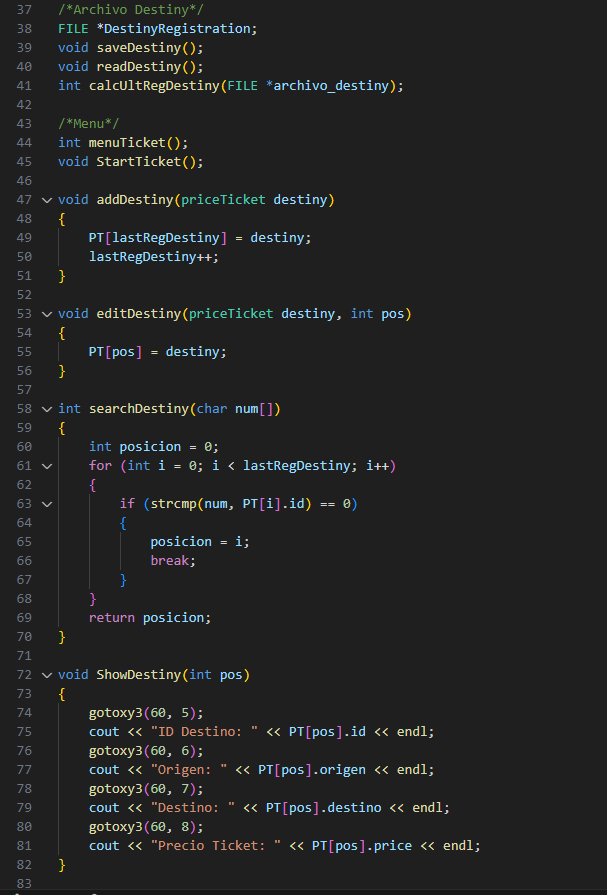 37 /*Archivo Destiny*/
38 FILE *DestinyRegistration;
39 void saveDestiny();
40 void readDestiny();
41 int calcUltRegDestiny(FILE *archivo_destiny);
42
43 /*Menu*/
44 int menuTicket();
45 void StartTicket();
46
47 void addDestiny(priceTicket destiny)
48 {
49     PT[lastRegDestiny] = destiny;
50     lastRegDestiny++;
51 }
52
53 void editDestiny(priceTicket destiny, int pos)
54 {
55     PT[pos] = destiny;
56 }
57
58 int searchDestiny(char num[])
59 {
60     int posicion = 0;
61     for (int i = 0; i < lastRegDestiny; i++)
62     {
63         if (strcmp(num, PT[i].id) == 0)
64         {
65             posicion = i;
66             break;
67         }
68     }
69     return posicion;
70 }
71
72 void ShowDestiny(int pos)
73 {
74     gotoxy3(60, 5);
75     cout << "ID Destino: " << PT[pos].id << endl;
76     gotoxy3(60, 6);
77     cout << "Origen: " << PT[pos].origen << endl;
78     gotoxy3(60, 7);
79     cout << "Destino: " << PT[pos].destino << endl;
80     gotoxy3(60, 8);
81     cout << "Precio Ticket: " << PT[pos].price << endl;
82 }
83